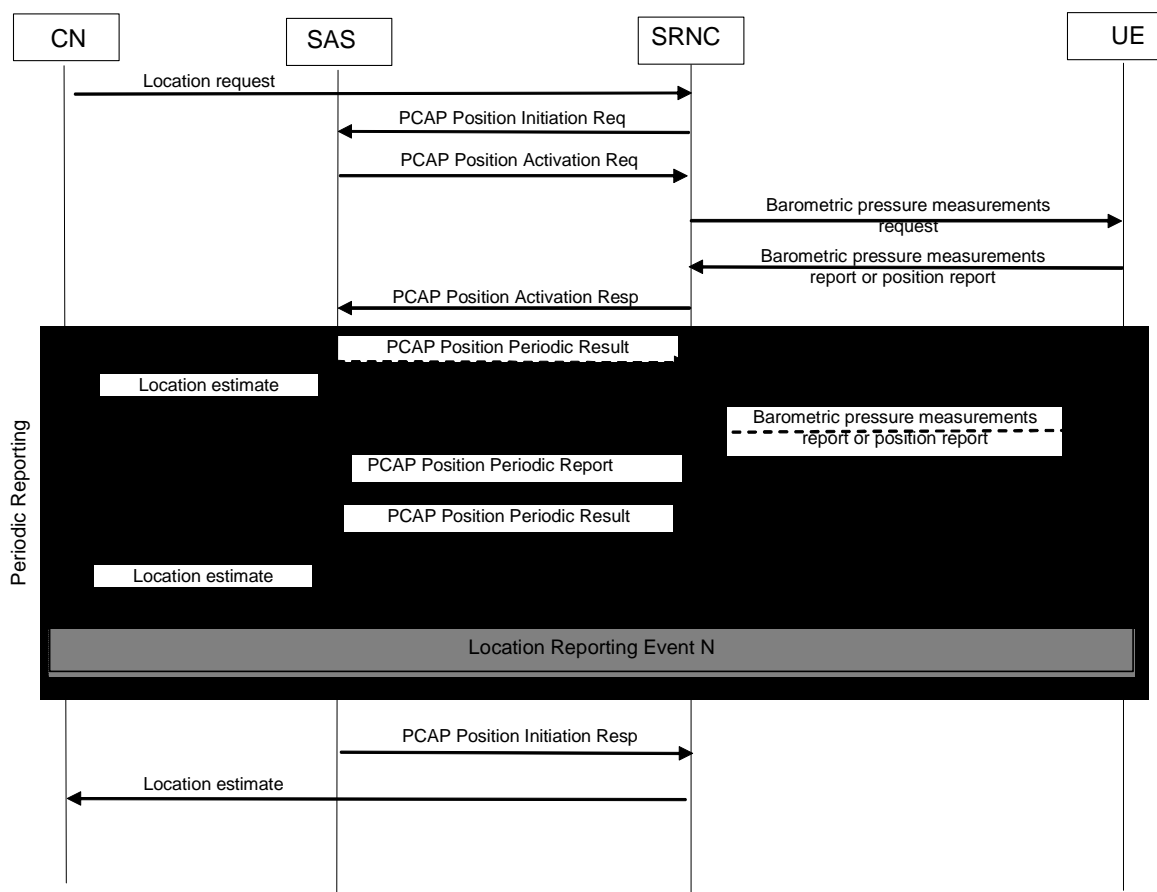 CN
SAS
SRNC
UE
Location request
PCAP Position Initiation Req
PCAP Position Activation Req
Barometric pressure measurements
request
Barometric pressure measurements
report or position report
PCAP Position Activation Resp
PCAP Position Periodic Result
Location estimate
Barometric pressure measurements
report or position report
PCAP Position Periodic Report
PCAP Position Periodic Result
Location estimate
Periodic Reporting
Location Reporting Event N
PCAP Position Initiation Resp
Location estimate